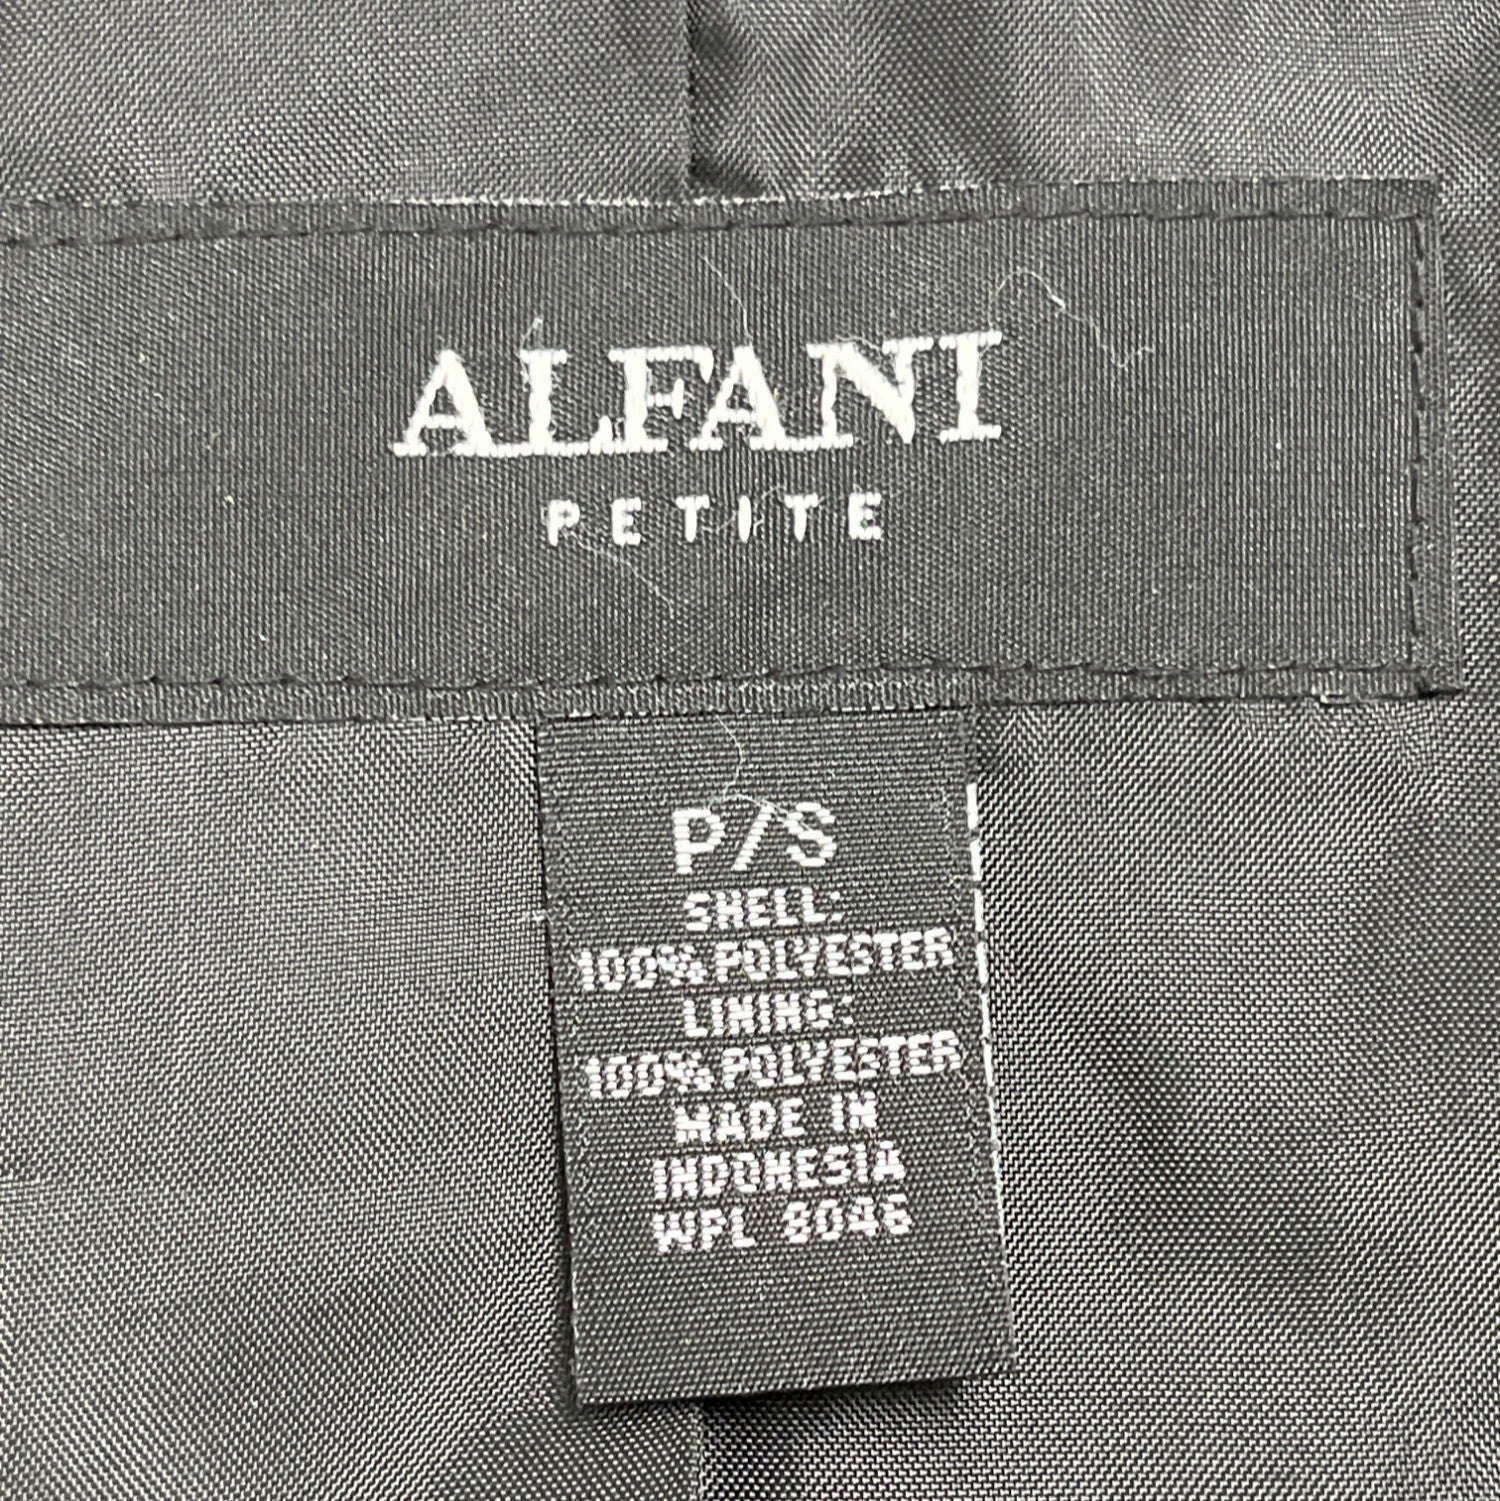 ALFANI
PETITE
P/S
SHELL:
100% POLYESTER
LINING:
100% POLYESTER
MADE IN
INDONESIA
WPL 8046